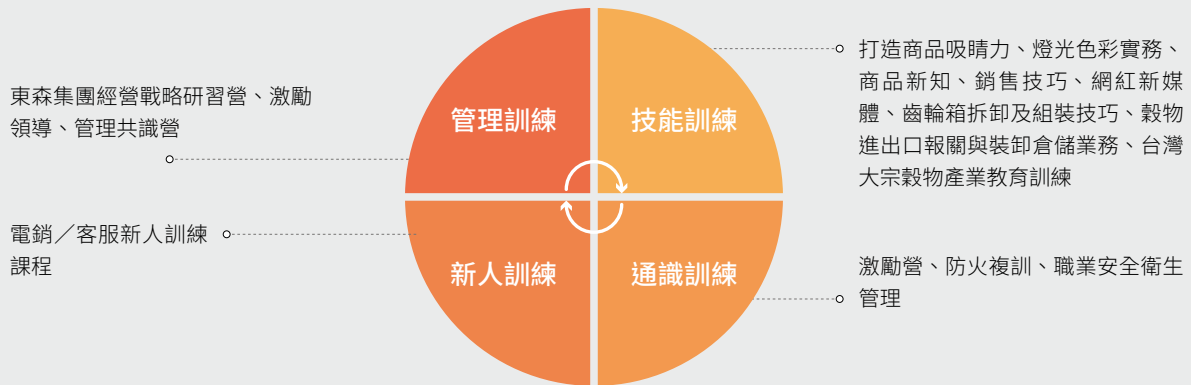 東森集團經營戰略研習營、激勵
領導、管理共識營
管理訓練
技能訓練
打造商品吸睛力、燈光色彩實務、
商品新知、銷售技巧、網紅新媒
體、齒輪箱拆卸及組裝技巧、穀物
進出口報關與裝卸倉儲業務、台灣
大宗穀物產業教育訓練
電銷／客服新人訓練
課程
新人訓練
通識訓練
激勵營、防火複訓、職業安全衛生
管理